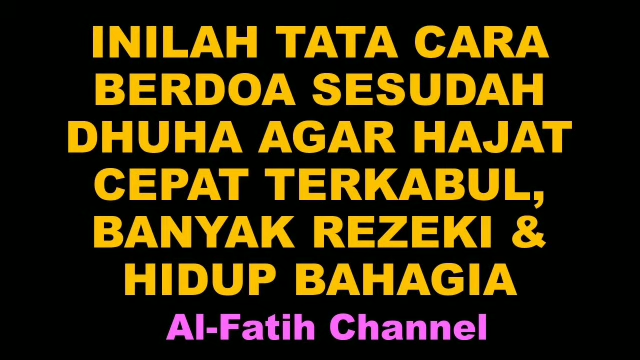 INILAH TATA CARA
BERDOA SESUDAH
DHUHA AGAR HAJAT
CEPAT TERKABUL,
BANYAK REZEKI &
HIDUP BAHAGIA
Al-Fatih Channel